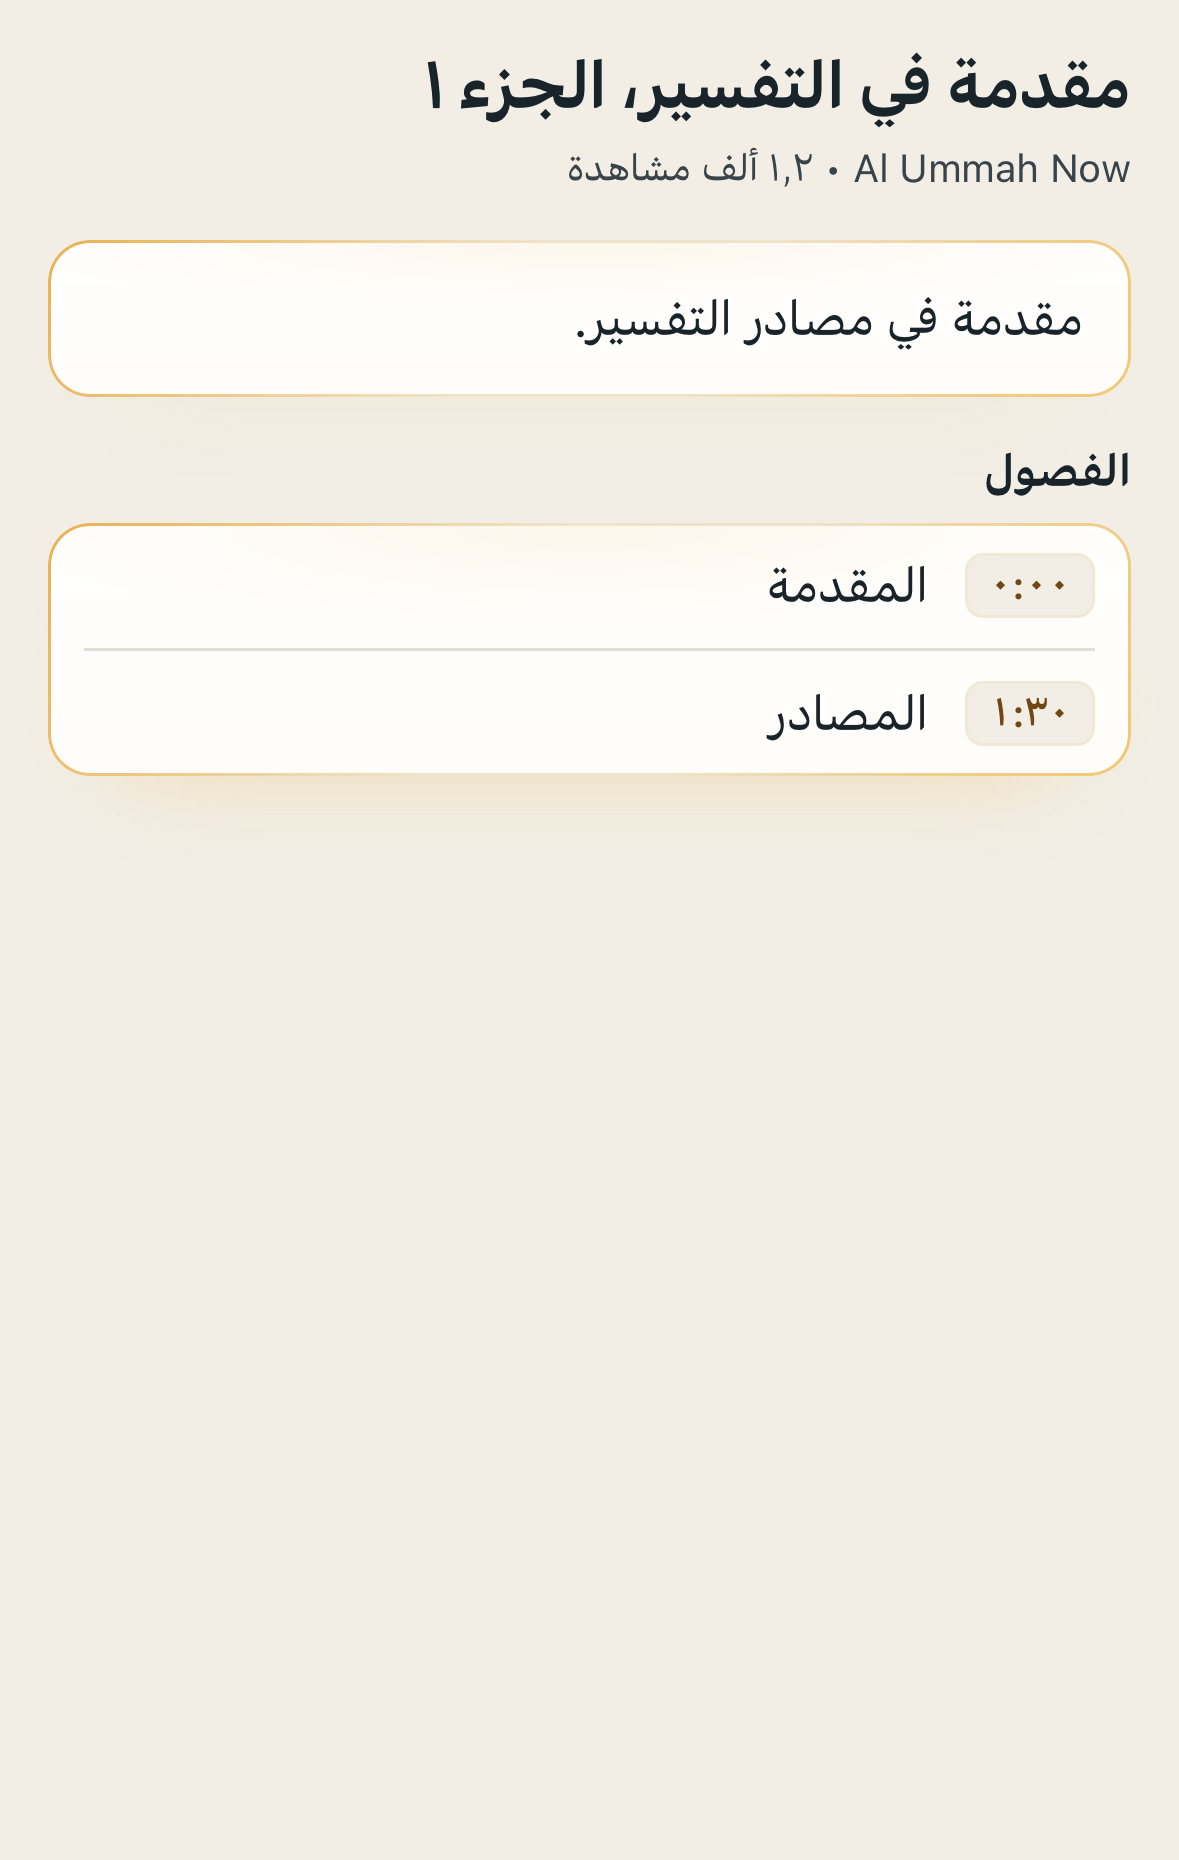 مقدمة في التفسير، الجزء ١
Al Ummah Now • ١٫٢ ألف مشاهدة
مقدمة في مصادر التفسير.
الفصول
٠:٠٠ المقدمة
١:٣٠ المصادر